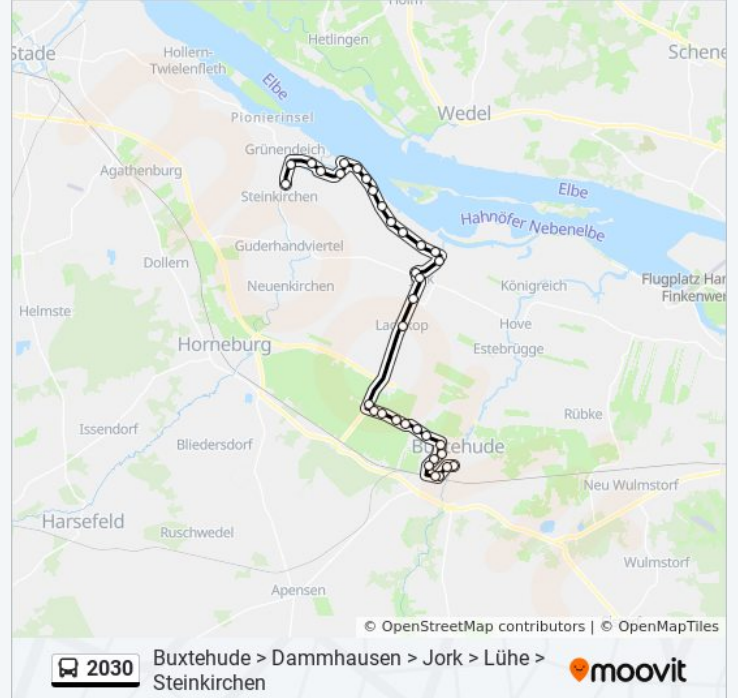 Holm
Hetlingen
Stade
Hollern-
Twielenfleth
Schene
Elbe
Wedel
Pionierinsel
Grünendeich
Agathenburg
Steinkirchen
Elbe
Hahnöfer Nebenelbe
Guderhandviertel
Dollern
Neuenkirchen
Königreich
Flugplatz Har
Finkenwer
Helmste
Hove
Horneburg
Estebrügge
Rübke
Issendorf
Bliedersdorf
Buxtehude
Neu Wulmstorf
Harsefeld
Ruschwedel
Wulmstorf
Apensen
© OpenStreetMap contributors | © OpenMapTiles
2030
Buxtehude > Dammhausen > Jork > Lühe >
Steinkirchen
moovit